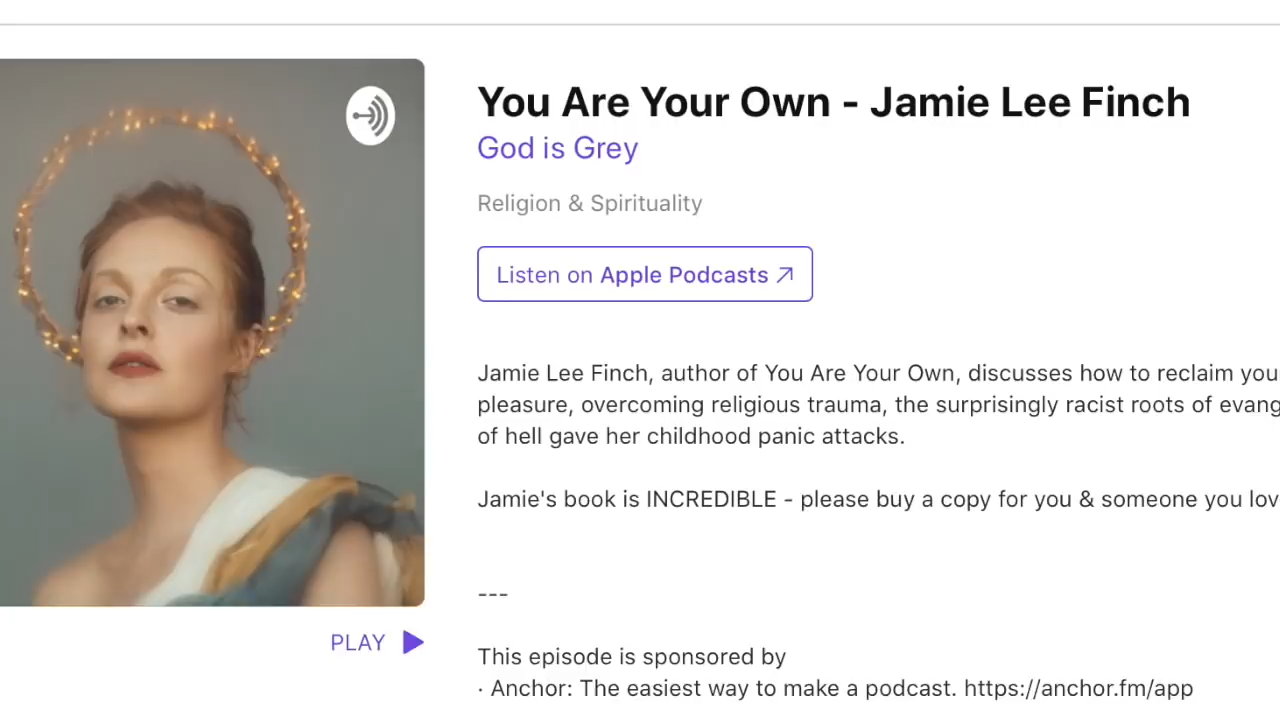 You Are Your Own - Jamie Lee Finch
God is Grey
Religion & Spirituality
Listen on Apple Podcasts ↗
Jamie Lee Finch, author of You Are Your Own, discusses how to reclaim you
pleasure, overcoming religious trauma, the surprisingly racist roots of evang
of hell gave her childhood panic attacks.
Jamie's book is INCREDIBLE - please buy a copy for you & someone you lov
---
This episode is sponsored by
· Anchor: The easiest way to make a podcast. https://anchor.fm/app
PLAY